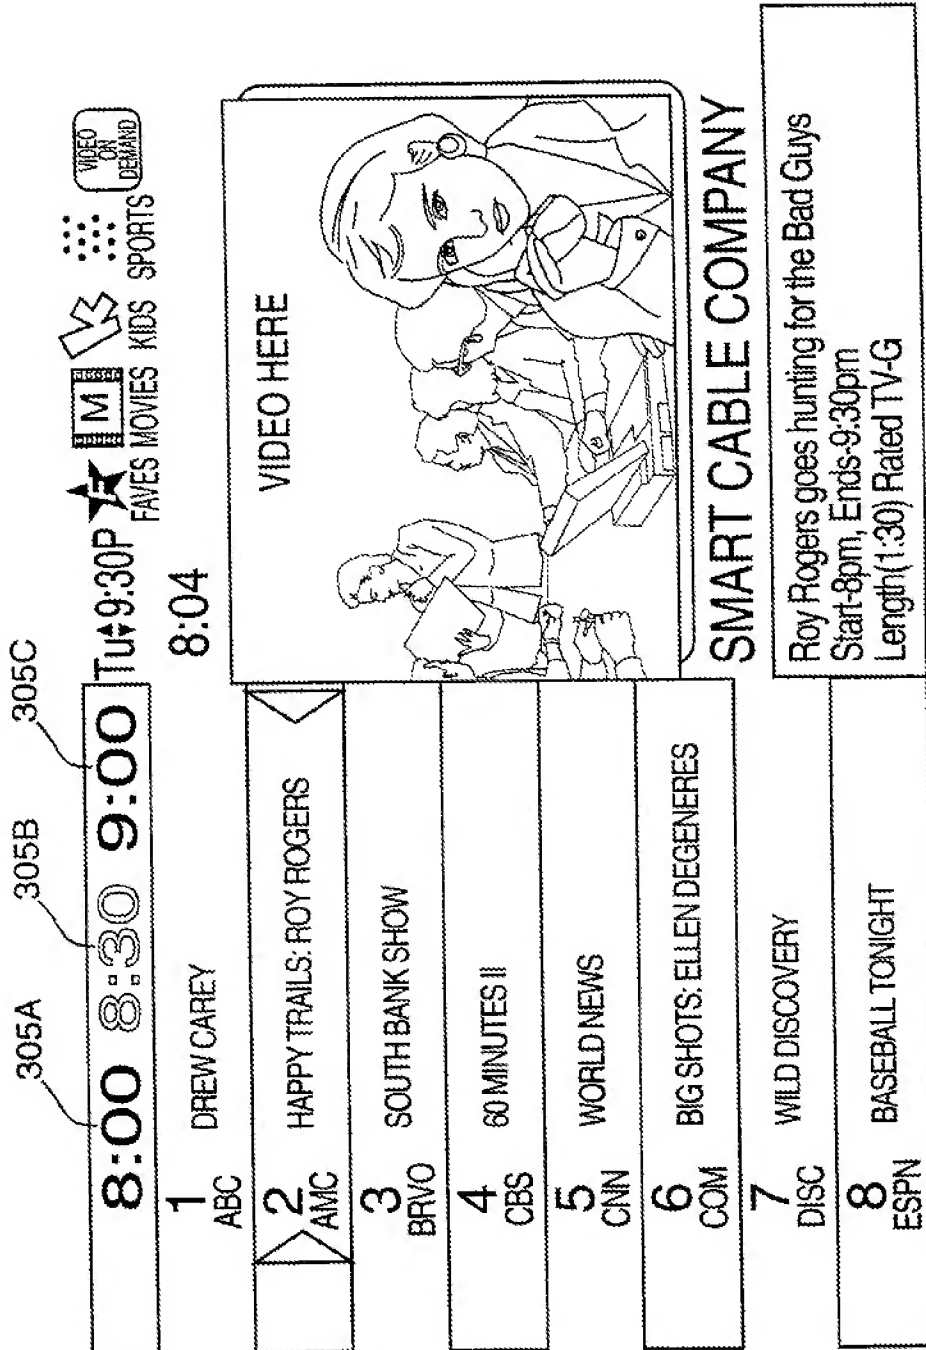 305A
305B
305C
8:00 8:30 9:00
Tu 9:30P
FAVES MOVIES KIDS SPORTS
M
VIDEO
ON
DEMAND
8:04
1
ABC
DREW CAREY
2
AMC
HAPPY TRAILS: ROY ROGERS
3
BRVO
SOUTH BANK SHOW
4
CBS
60 MINUTES II
5
CNN
WORLD NEWS
6
COM
BIG SHOTS: ELLEN DEGENERES
7
DISC
WILD DISCOVERY
8
ESPN
BASEBALL TONIGHT
VIDEO HERE
SMART CABLE COMPANY
Roy Rogers goes hunting for the Bad Guys
Start-8pm, Ends-9:30pm
Length(1:30) Rated TV-G